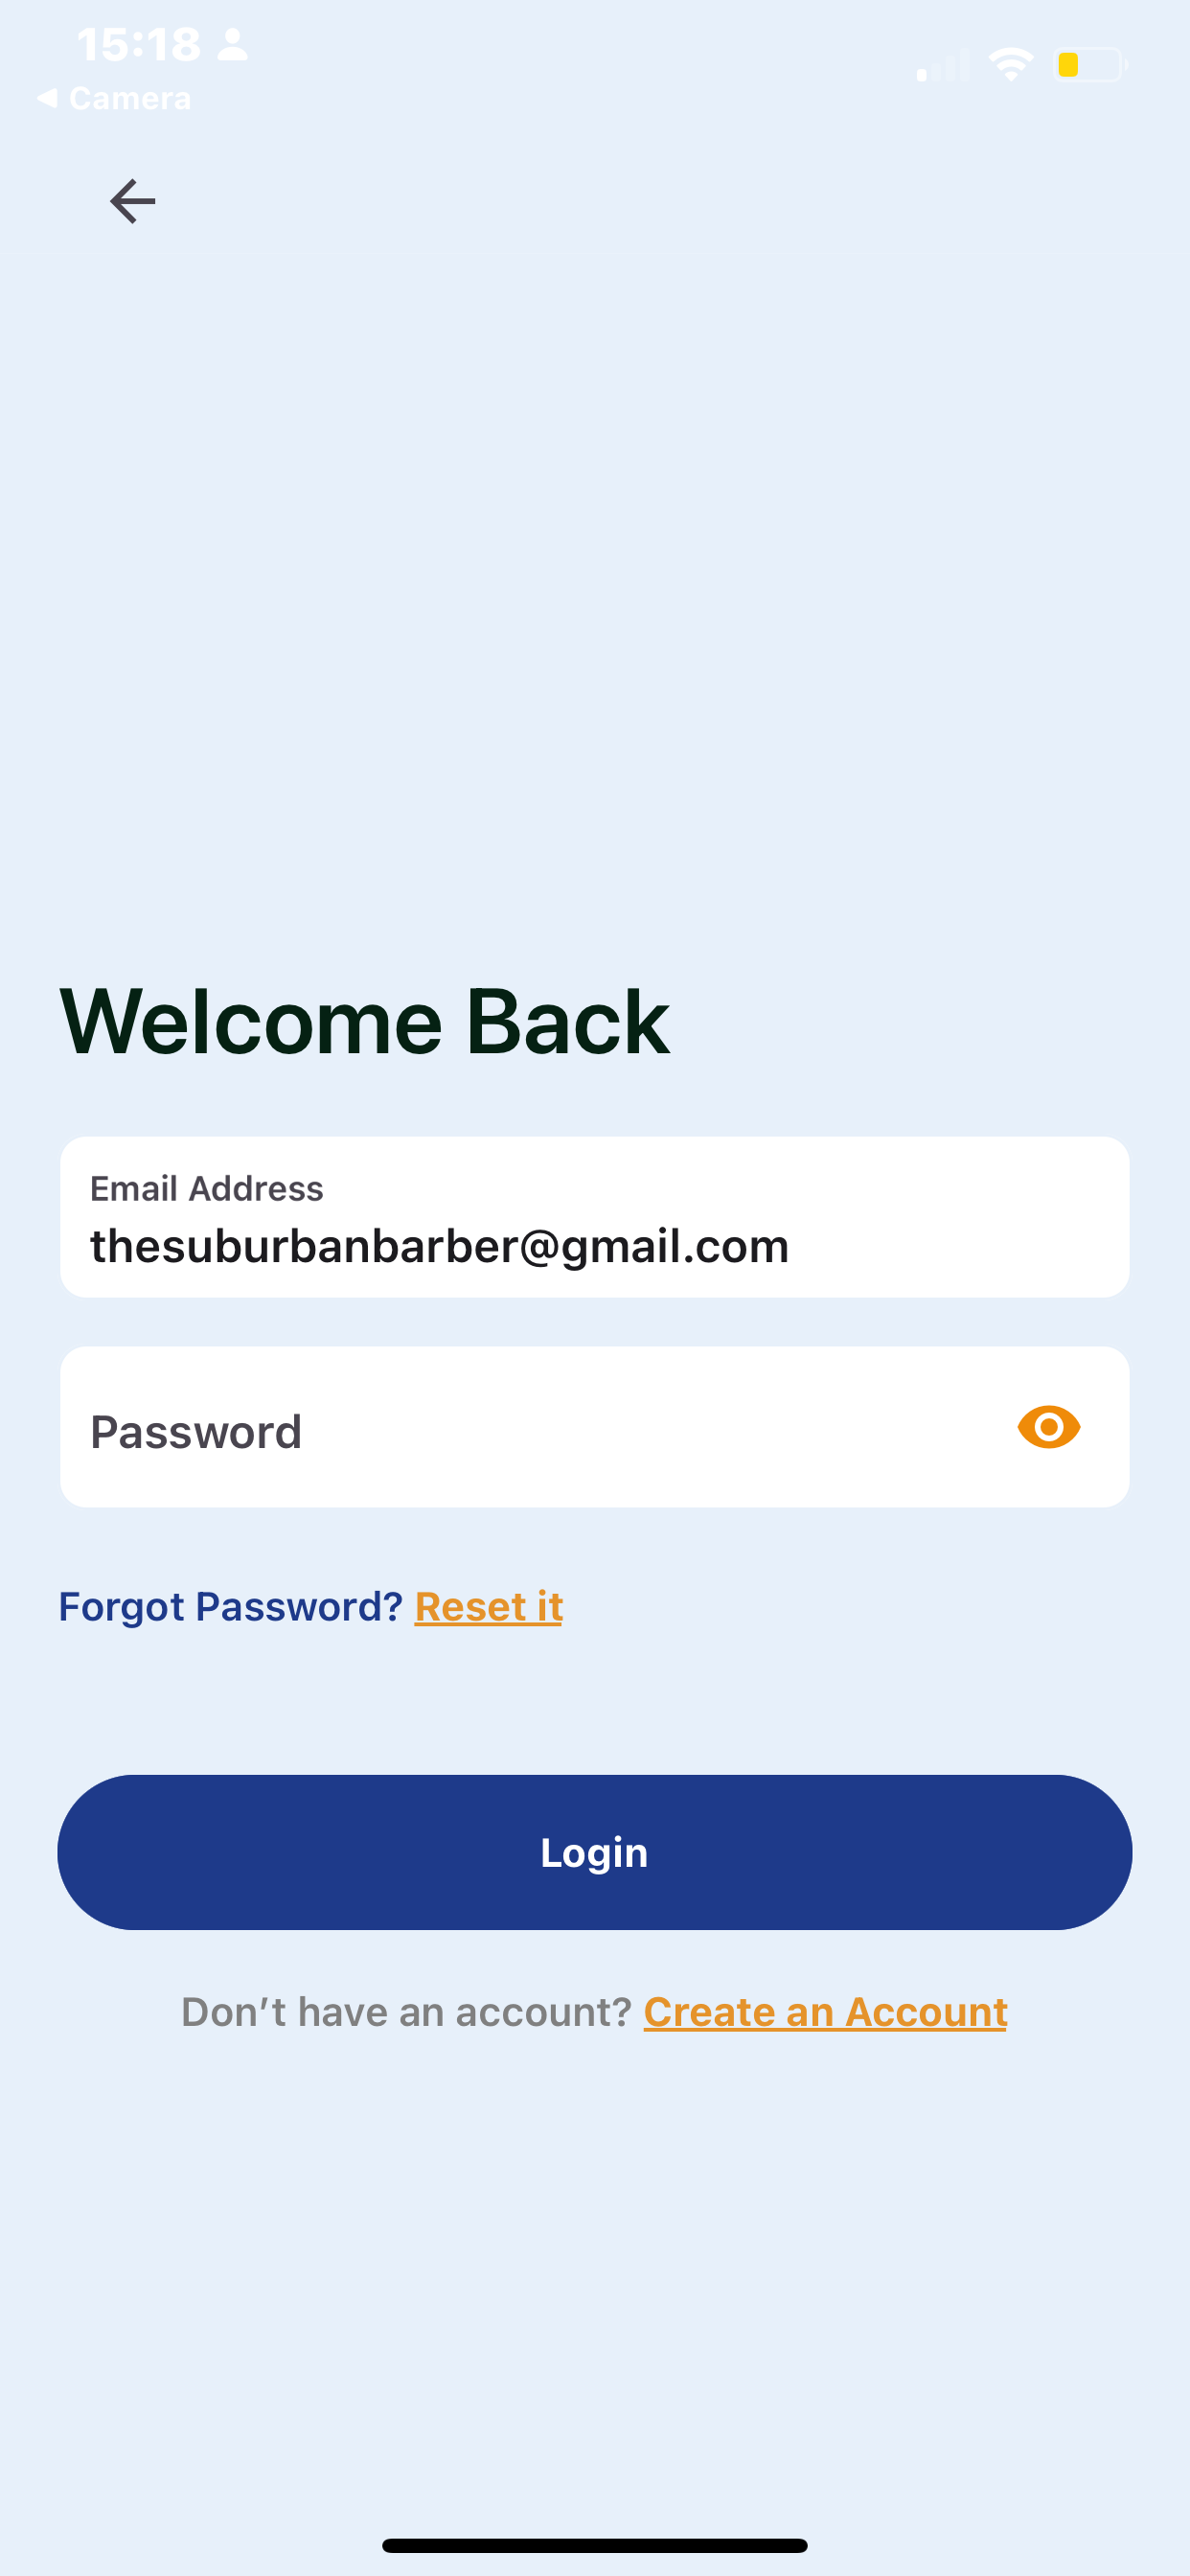 15:18
Camera
Welcome Back
Email Address
thesuburbanbarber@gmail.com
Password
Forgot Password? Reset it
Login
Don’t have an account? Create an Account